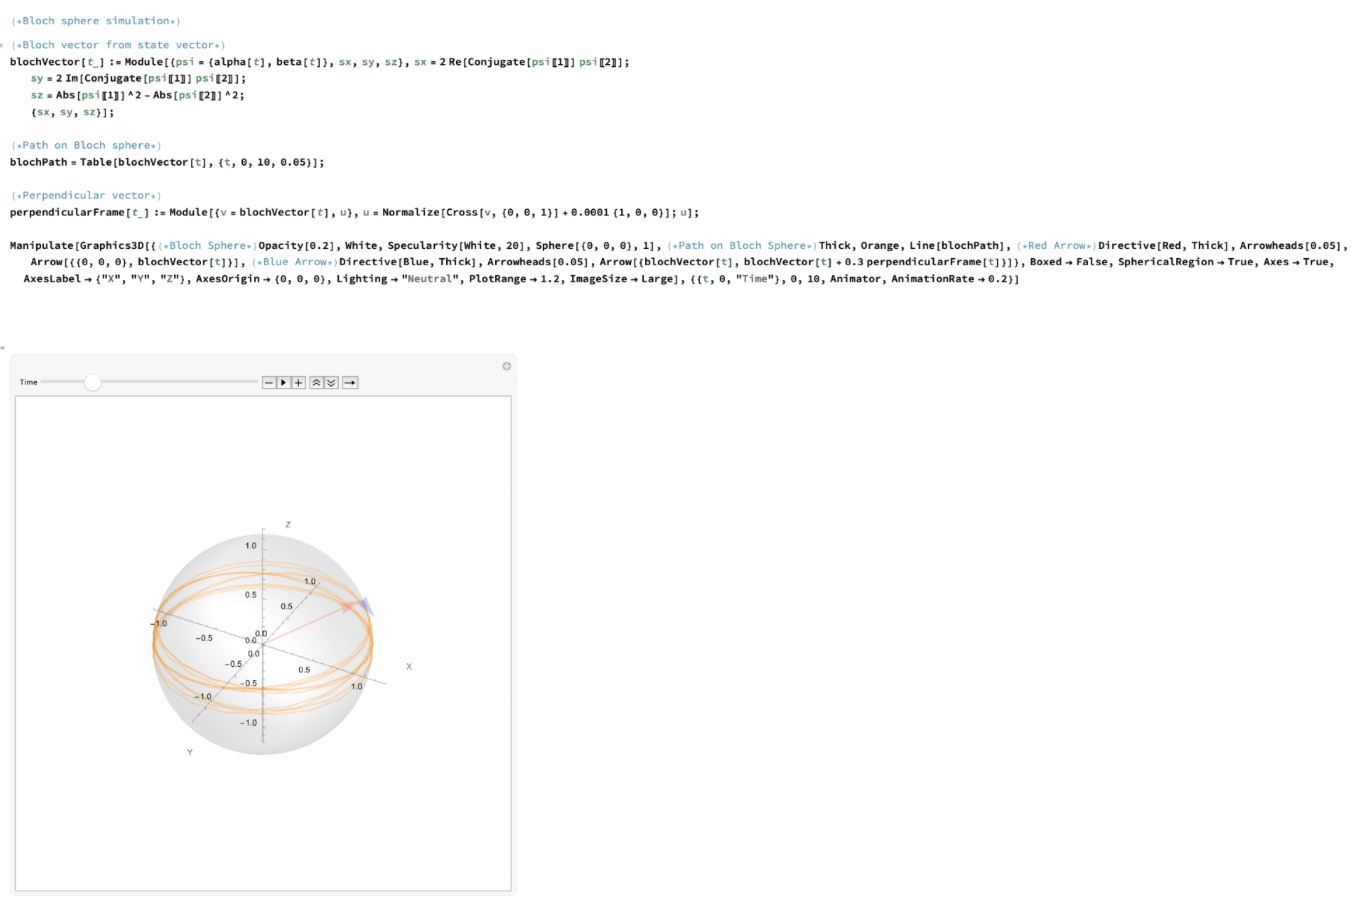 (*Bloch sphere simulation*)
(*Bloch vector from state vector*)
blochVector[t_] := Module[{psi = {alpha[t], beta[t]}, sx, sy, sz}, sx = 2 Re[Conjugate[psi〚1〛] psi〚2〛];
sy = 2 Im[Conjugate[psi〚1〛] psi〚2〛];
sz = Abs[psi〚1〛]^2 - Abs[psi〚2〛]^2;
{sx, sy, sz}];
(*Path on Bloch sphere*)
blochPath = Table[blochVector[t], {t, 0, 10, 0.05}];
(*Perpendicular vector*)
perpendicularFrame[t_] := Module[{v = blochVector[t], u}, u = Normalize[Cross[v, {0, 0, 1}] + 0.0001 {1, 0, 0}]; u];
Manipulate[Graphics3D[{(*Bloch Sphere*)Opacity[0.2], White, Specularity[White, 20], Sphere[{0, 0, 0}, 1], (*Path on Bloch Sphere*)Thick, Orange, Line[blochPath], (*Red Arrow*)Directive[Red, Thick], Arrowheads[0.05],
Arrow[{{0, 0, 0}, blochVector[t]}], (*Blue Arrow*)Directive[Blue, Thick], Arrowheads[0.05], Arrow[{blochVector[t], blochVector[t] + 0.3 perpendicularFrame[t]}]}, Boxed → False, SphericalRegion → True, Axes → True,
AxesLabel → {"X", "Y", "Z"}, AxesOrigin → {0, 0, 0}, Lighting → "Neutral", PlotRange → 1.2, ImageSize → Large], {{t, 0, "Time"}, 0, 10, Animator, AnimationRate → 0.2}]
Time
Z
1.0
1.0
0.5
0.5
-1.0
-0.5
0.0
0.0
0.0
-0.5
0.5
X
-0.5
1.0
-1.0
-1.0
Y